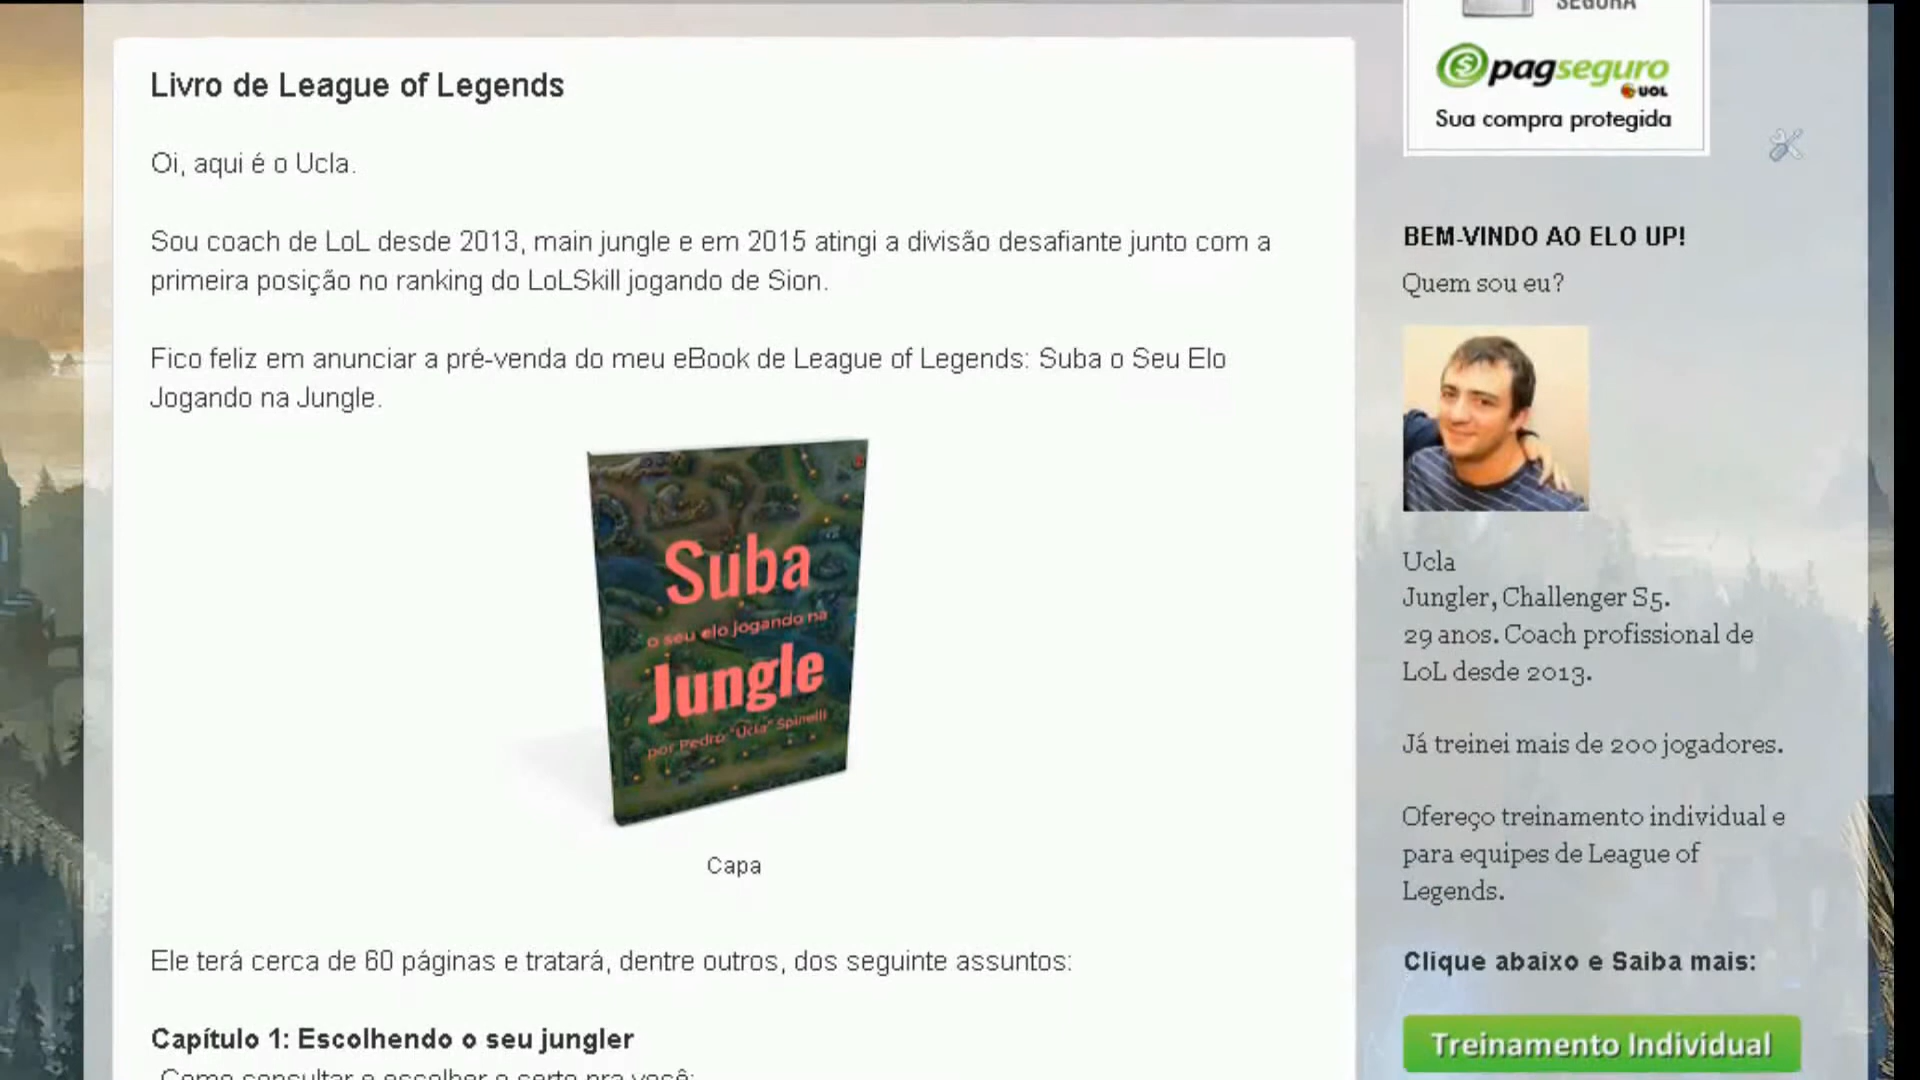 Livro de League of Legends
Oi, aqui é o Ucla.
Sou coach de LoL desde 2013, main jungle e em 2015 atingi a divisão desafiante junto com a
primeira posição no ranking do LoLSkill jogando de Sion.
Fico feliz em anunciar a pré-venda do meu eBook de League of Legends: Suba o Seu Elo
Jogando na Jungle.
Suba
o seu elo jogando na
Jungle
por Pedro "Ucla" Spinelli
Capa
Ele terá cerca de 60 páginas e tratará, dentre outros, dos seguinte assuntos:
Capítulo 1: Escolhendo o seu jungler
Como consultar e escolher o certo pra você;
SEGURA
pagseguro
UOL
Sua compra protegida
BEM-VINDO AO ELO UP!
Quem sou eu?
Ucla
Jungler, Challenger S5.
29 anos. Coach profissional de
LoL desde 2013.
Já treinei mais de 200 jogadores.
Ofereço treinamento individual e
para equipes de League of
Legends.
Clique abaixo e Saiba mais:
Treinamento Individual